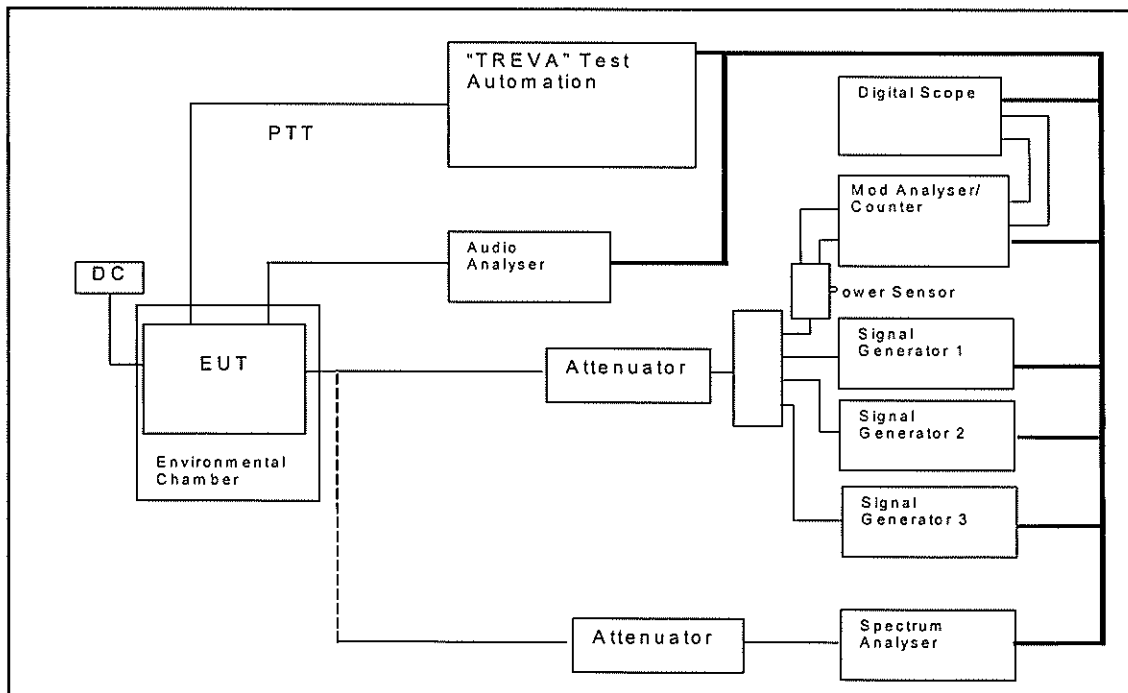 "TREVA" Test
Automation
PTT
Digital Scope
Mod Analyser/
Counter
Audio
Analyser
DC
Power Sensor
EUT
Attenuator
Signal
Generator 1
Signal
Generator 2
Environmental
Chamber
Signal
Generator 3
Attenuator
Spectrum
Analyser